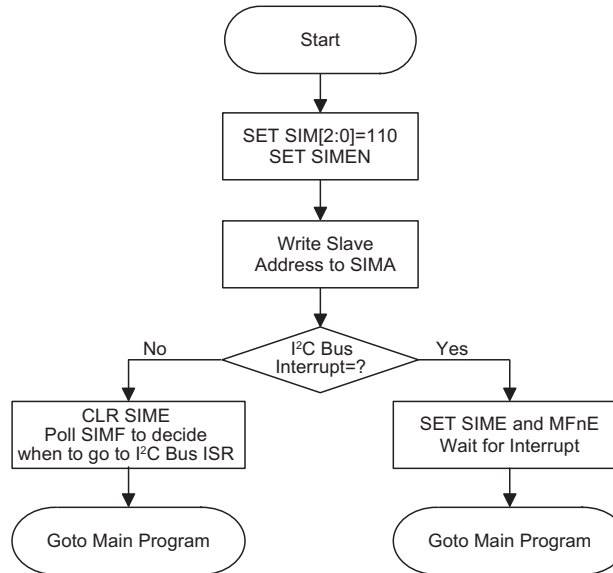 Start
SET SIM[2:0]=110
SET SIMEN
Write Slave
Address to SIMA
I²C Bus
Interrupt=?
No
Yes
CLR SIME
Poll SIMF to decide
when to go to I²C Bus ISR
SET SIME and MFnE
Wait for Interrupt
Goto Main Program
Goto Main Program